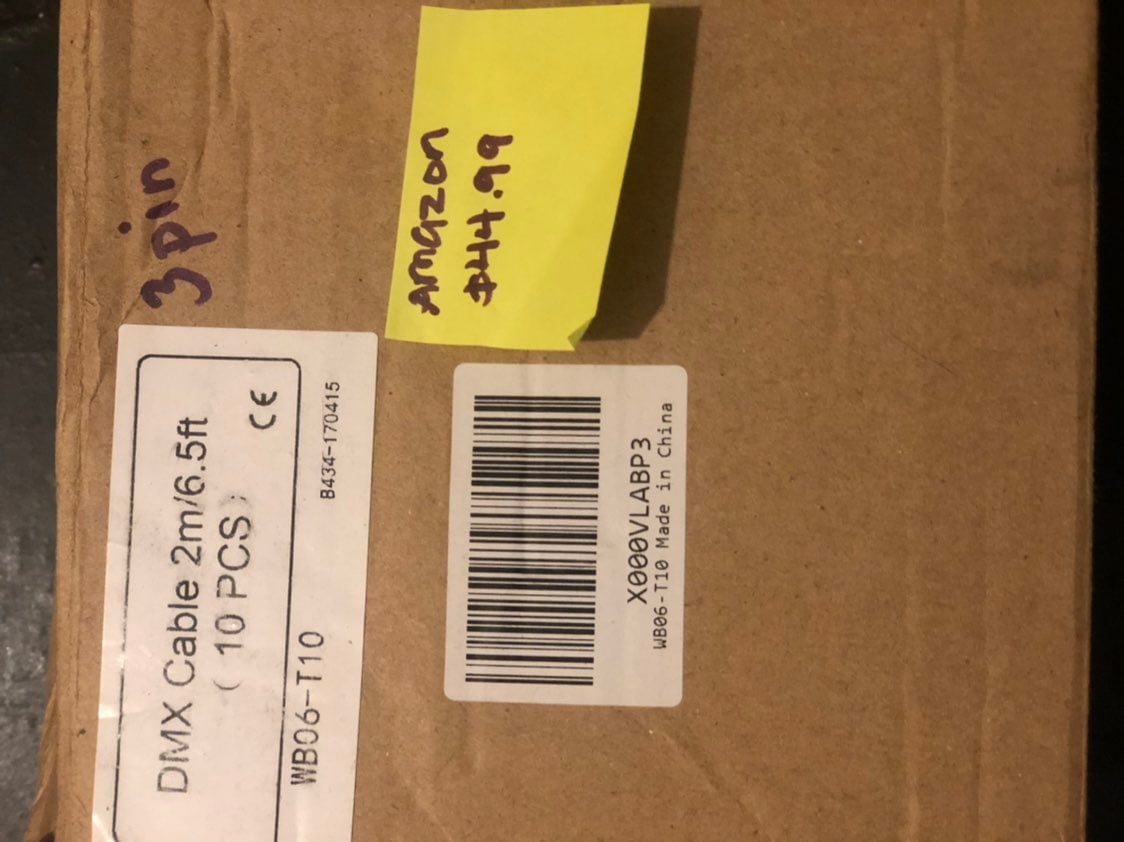 3 pin
Amazon
$44.99
DMX Cable 2m/6.5ft
( 10 PCS)
CE
WB06-T10
B434-170415
X000VLABP3
WB06-T10 Made in China